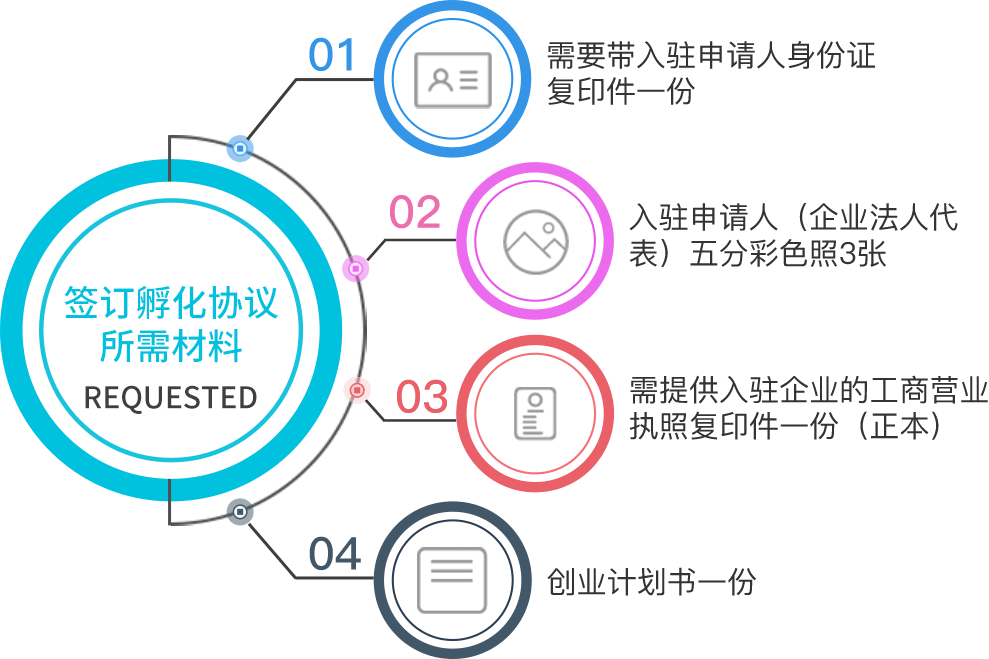 签订孵化协议
所需材料
REQUESTED
01
需要带入驻申请人身份证
复印件一份
02
入驻申请人（企业法人代
表）五分彩色照3张
03
需提供入驻企业的工商营业
执照复印件一份（正本）
04
创业计划书一份